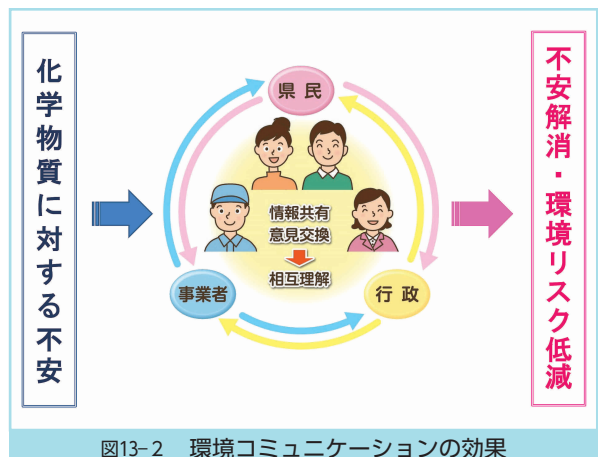 化学物質に対する不安
県民
情報共有
意見交換
相互理解
事業者
行政
不安解消・環境リスク低減
図13-2 環境コミュニケーションの効果